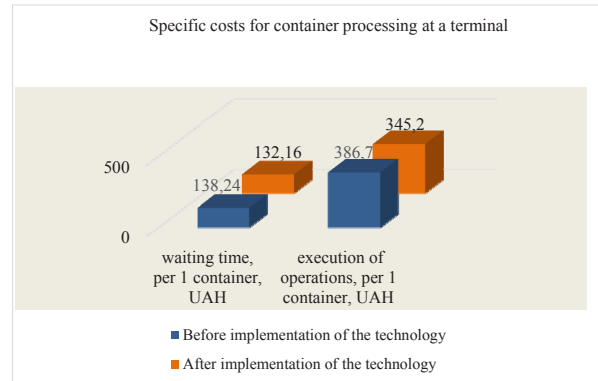 Specific costs for container processing at a terminal
500
0
138,24
132,16
386,7
345,2
waiting time,
per 1 container,
UAH
execution of
operations, per 1
container, UAH
Before implementation of the technology
After implementation of the technology